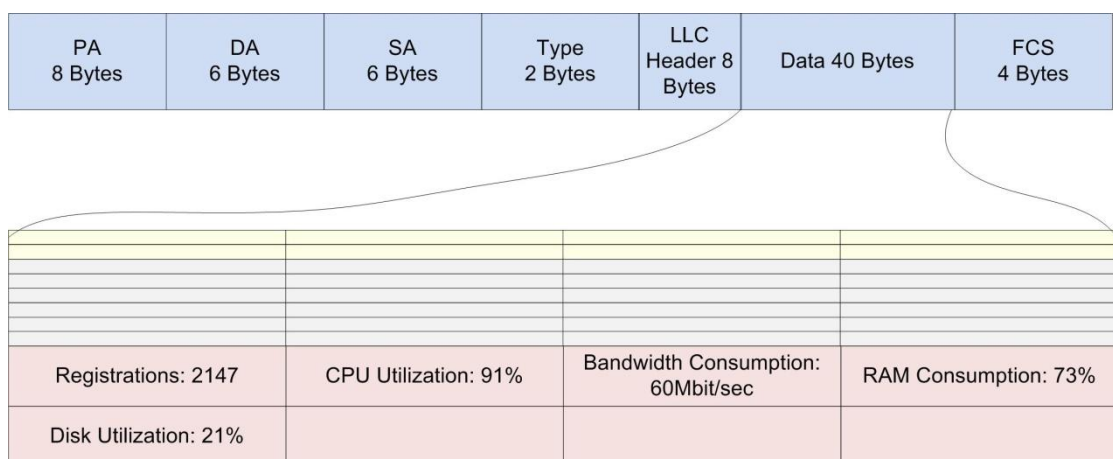 PA
8 Bytes
DA
6 Bytes
SA
6 Bytes
Type
2 Bytes
LLC
Header 8
Bytes
Data 40 Bytes
FCS
4 Bytes
Registrations: 2147
CPU Utilization: 91%
Bandwidth Consumption:
60Mbit/sec
RAM Consumption: 73%
Disk Utilization: 21%